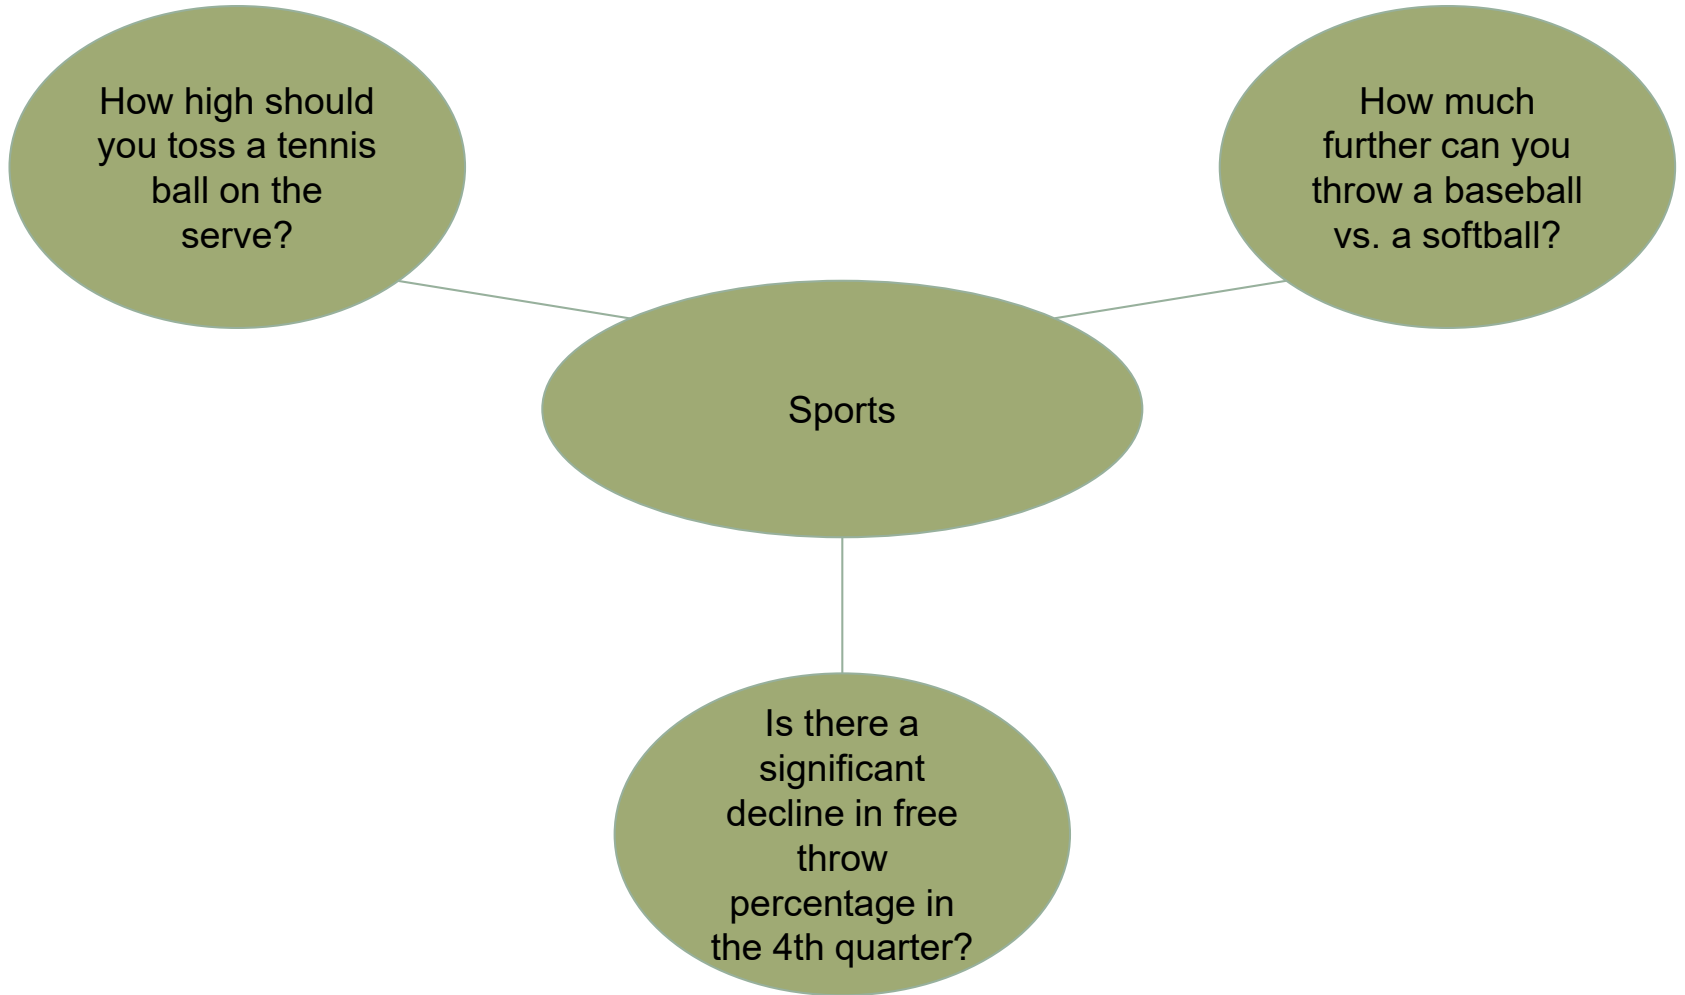 How high should
you toss a tennis
ball on the
serve?
How much
further can you
throw a baseball
vs. a softball?
Sports
Is there a
significant
decline in free
throw
percentage in
the 4th quarter?